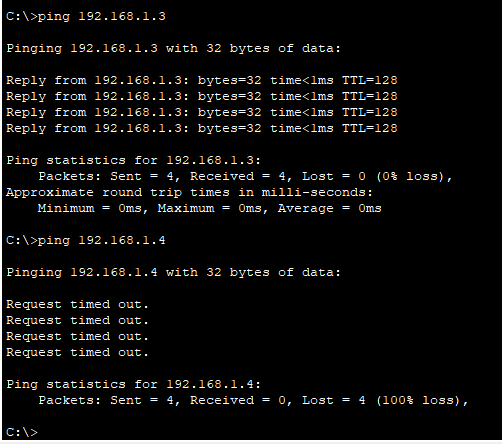 C:\>ping 192.168.1.3
Pinging 192.168.1.3 with 32 bytes of data:
Reply from 192.168.1.3: bytes=32 time<1ms TTL=128
Reply from 192.168.1.3: bytes=32 time<1ms TTL=128
Reply from 192.168.1.3: bytes=32 time<1ms TTL=128
Reply from 192.168.1.3: bytes=32 time<1ms TTL=128
Ping statistics for 192.168.1.3:
Packets: Sent = 4, Received = 4, Lost = 0 (0% loss),
Approximate round trip times in milli-seconds:
Minimum = 0ms, Maximum = 0ms, Average = 0ms
C:\>ping 192.168.1.4
Pinging 192.168.1.4 with 32 bytes of data:
Request timed out.
Request timed out.
Request timed out.
Request timed out.
Ping statistics for 192.168.1.4:
Packets: Sent = 4, Received = 0, Lost = 4 (100% loss),
C:\>